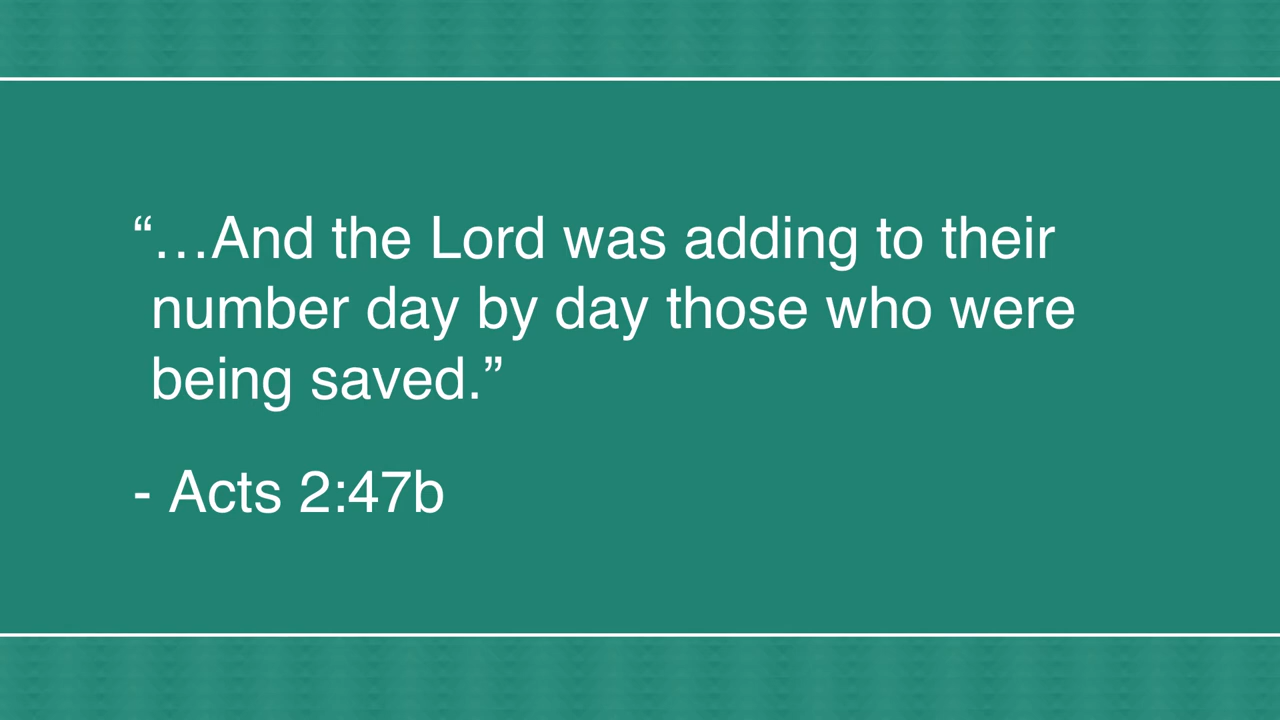 “…And the Lord was adding to their
number day by day those who were
being saved.”
- Acts 2:47b